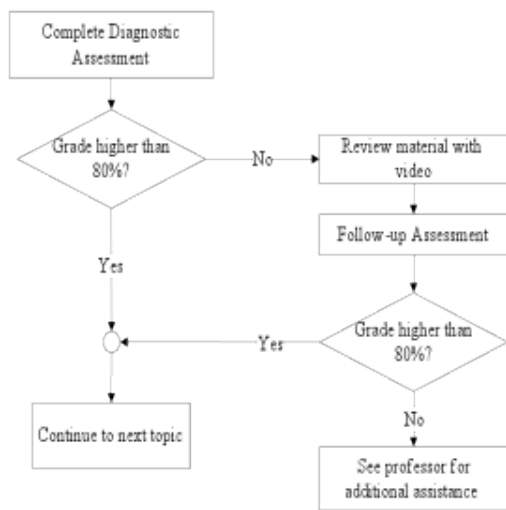 Complete Diagnostic
Assessment
Grade higher than
80%?
No
Review material with
video
Follow-up Assessment
Yes
Grade higher than
80%?
Yes
Continue to next topic
No
See professor for
additional assistance